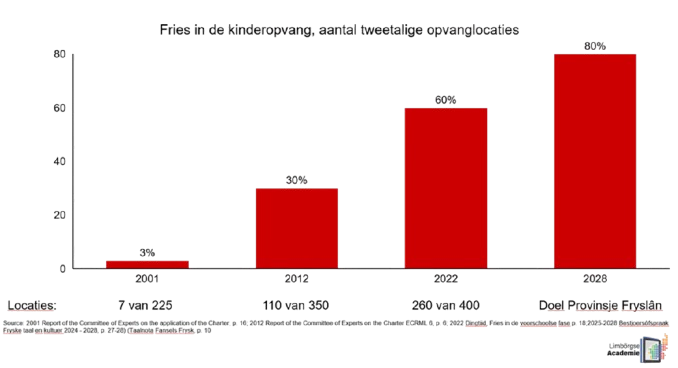 Fries in de kinderopvang, aantal tweetalige opvanglocaties
80
60
40
20
0
3%
30%
60%
80%
2001
2012
2022
2028
Locaties:
7 van 225
110 van 350
260 van 400
Doel Provinsje Fryslân
Source: 2001 Report of the Committee of Experts on the application of the Charter. p. 16; 2012 Report of the Committee of Experts on the Charter ECRML 6, p. 6; 2022 Dingtiid, Fries in de voorschoolse fase p. 18,2025-2028 Bestjoersôfspraak
Fryske taal en kultuer 2024 - 2028, p. 27-28) (Taalnota Fansels Frysk, p. 10
Limbörgse
Academie